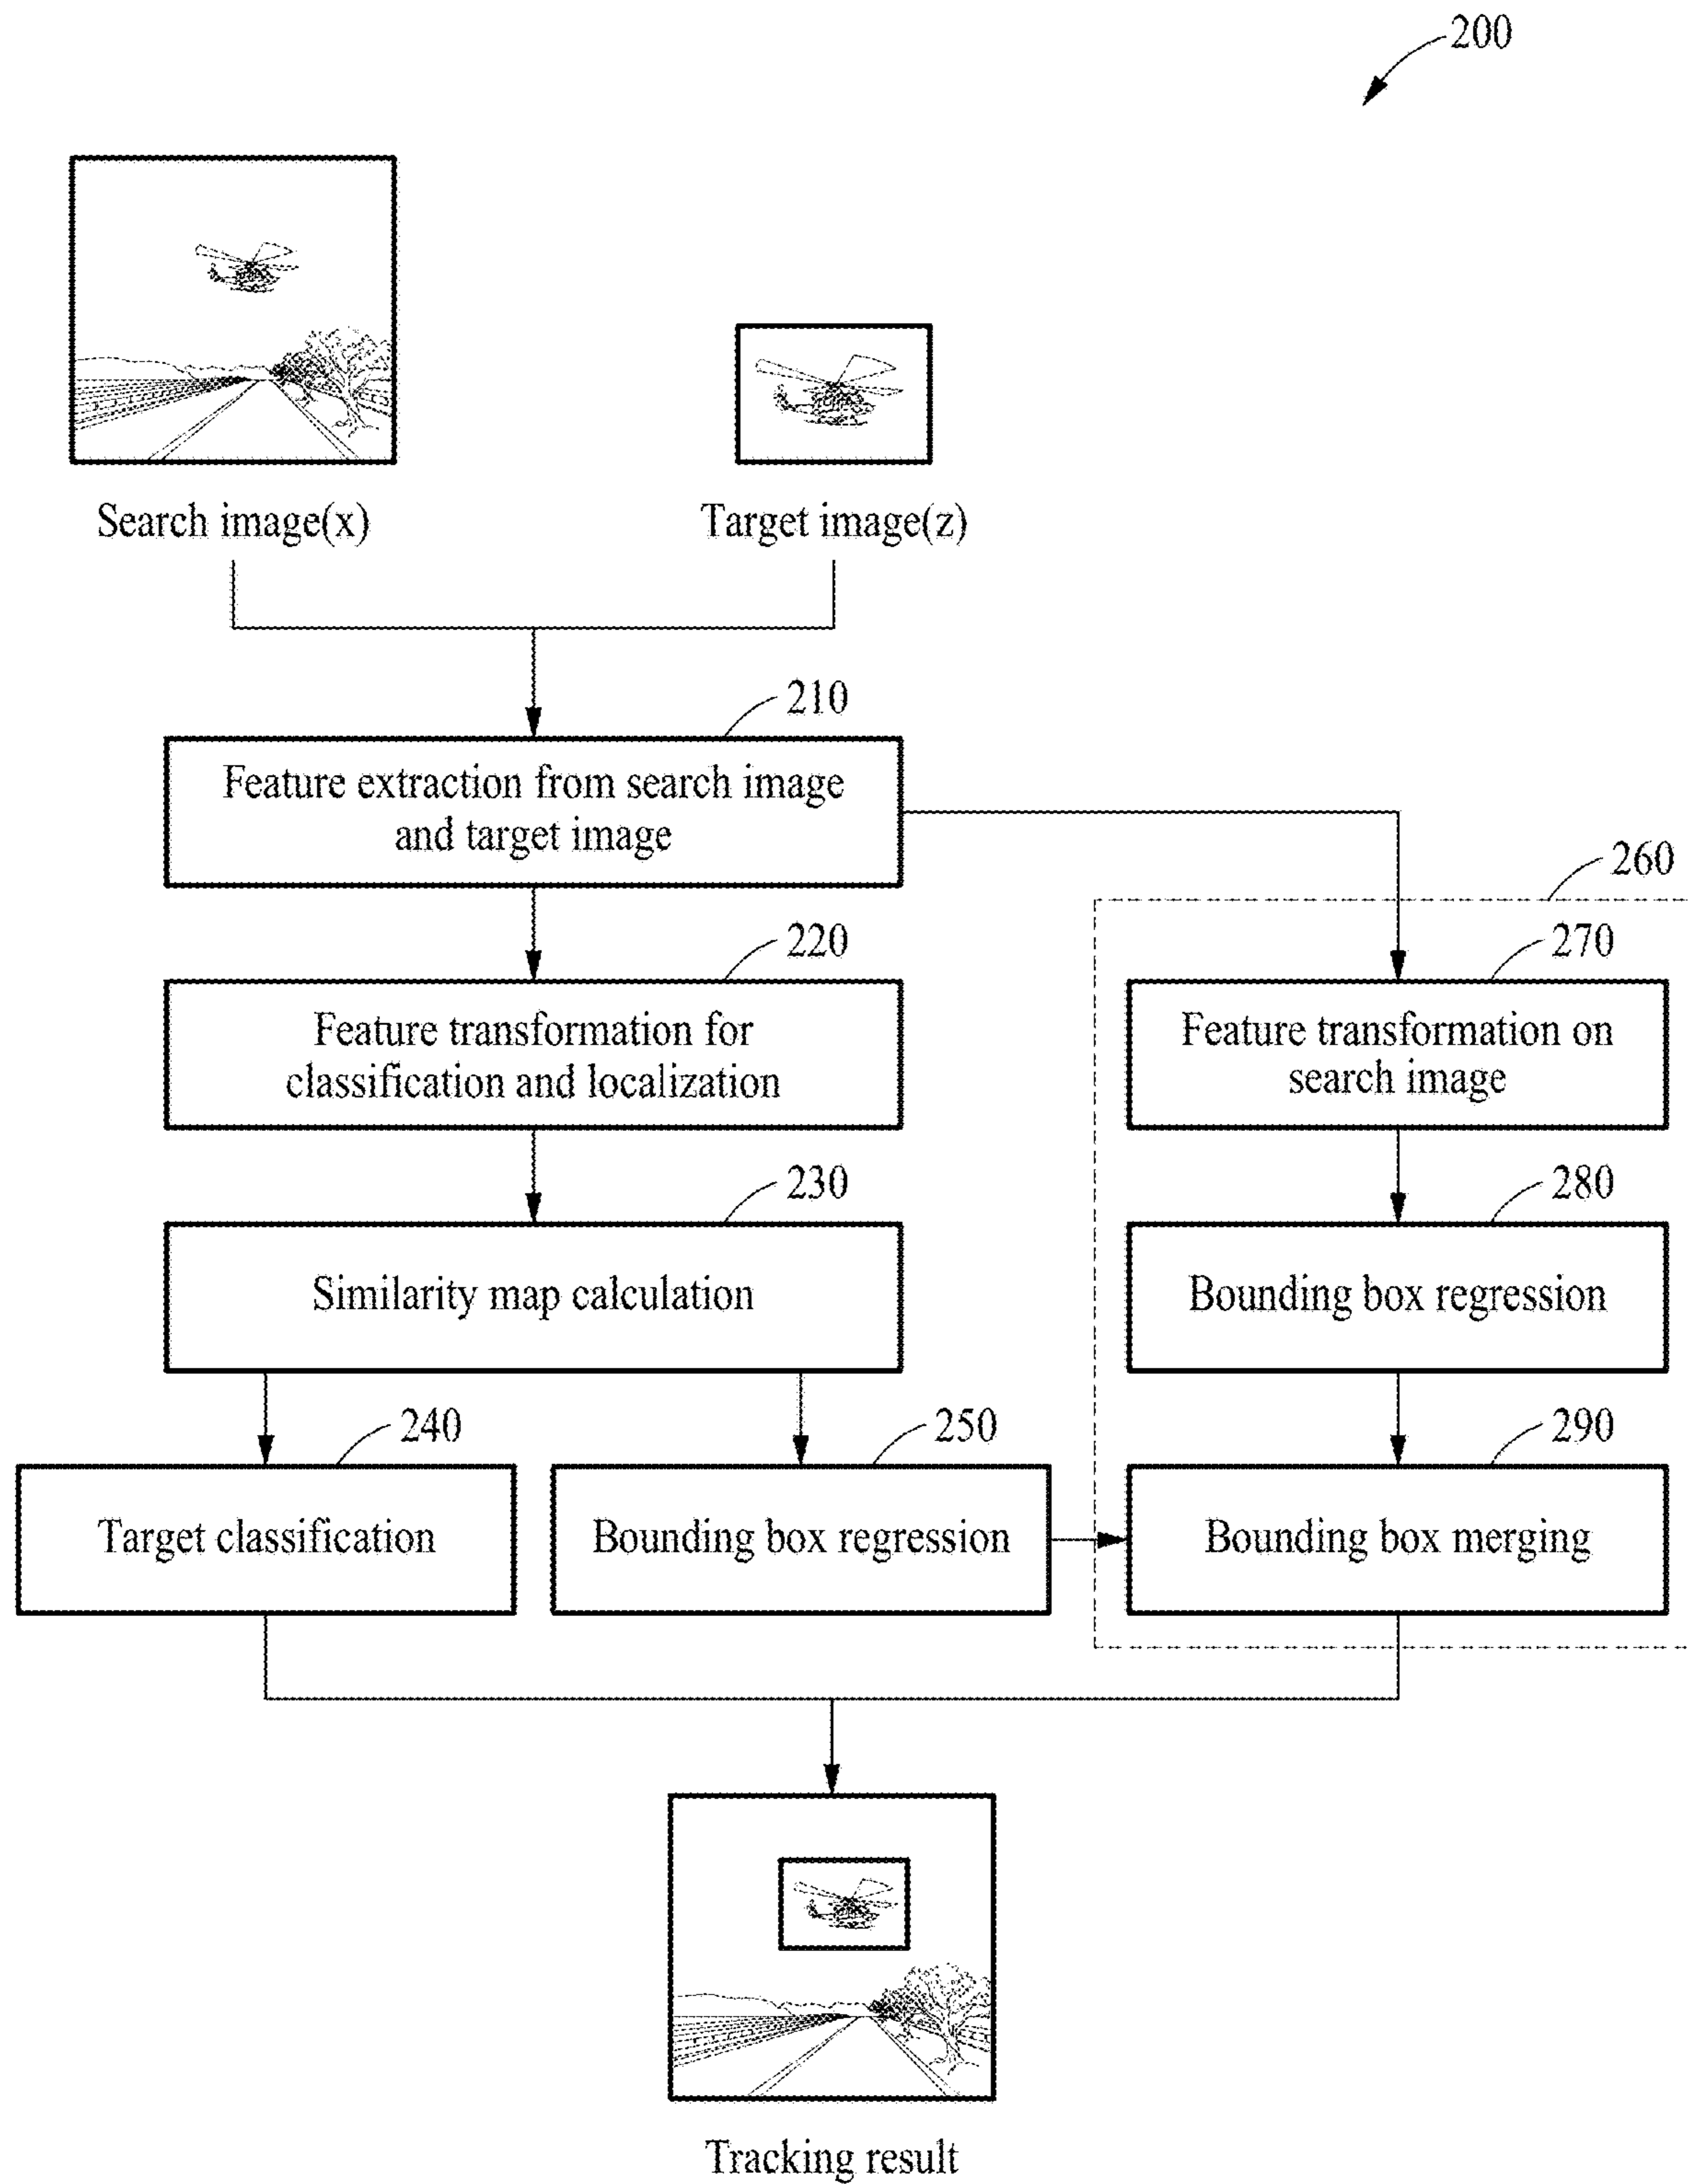 200
Search image(x)
Target image(z)
210
Feature extraction from search image
and target image
260
220
Feature transformation for
classification and localization
270
Feature transformation on
search image
230
Similarity map calculation
280
Bounding box regression
240
Target classification
250
Bounding box regression
290
Bounding box merging
Tracking result